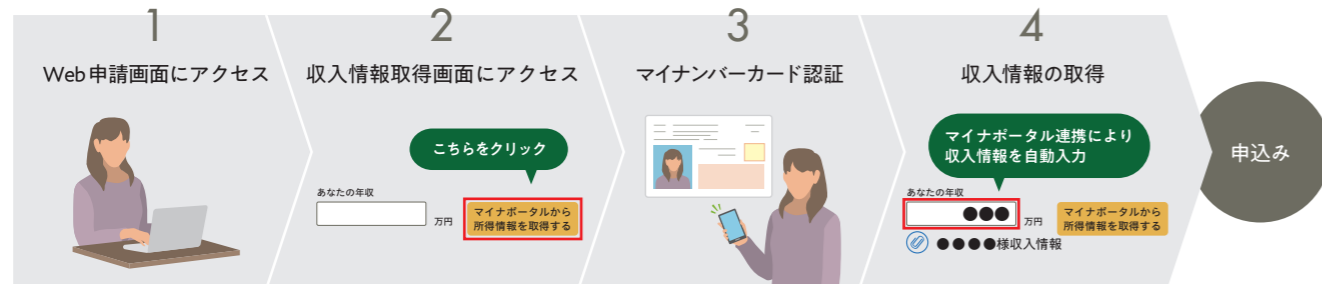 1
Web申請画面にアクセス
2
収入情報取得画面にアクセス
こちらをクリック
あなたの年収
万円
マイナポータルから
所得情報を取得する
3
マイナンバーカード認証
4
収入情報の取得
マイナポータル連携により
収入情報を自動入力
あなたの年収
●●● 万円
マイナポータルから
所得情報を取得する
●●●●様収入情報
申込み